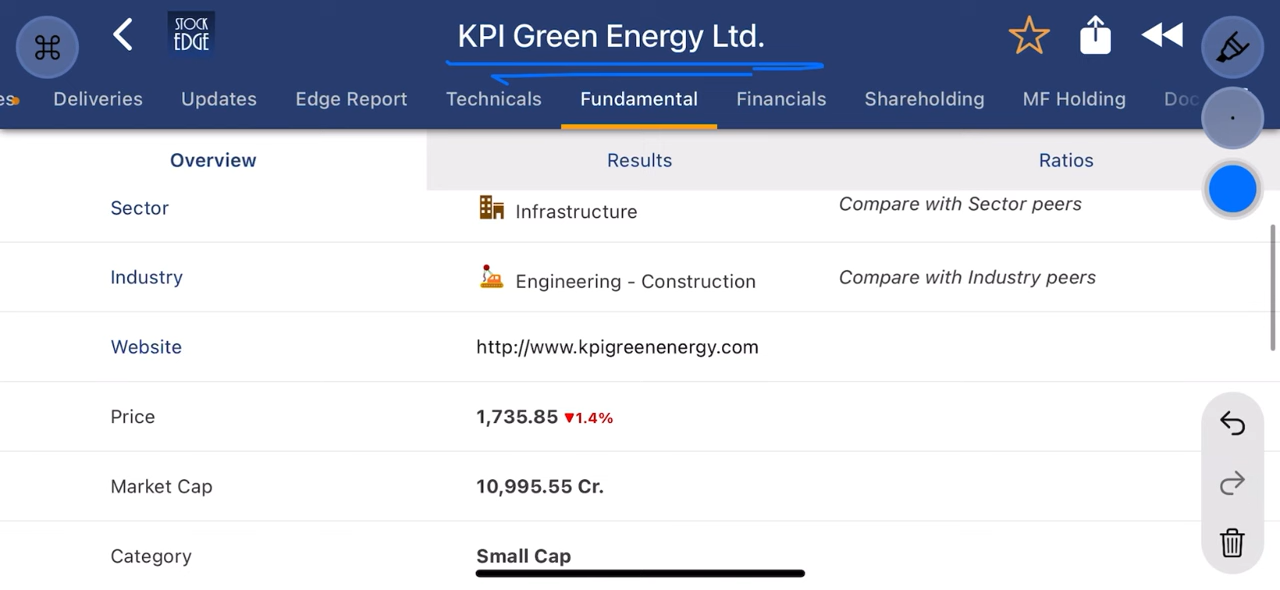 STOCK
EDGE
KPI Green Energy Ltd.
es Deliveries Updates Edge Report Technicals Fundamental Financials Shareholding MF Holding Doc
Overview Results Ratios
Sector Infrastructure Compare with Sector peers
Industry Engineering - Construction Compare with Industry peers
Website http://www.kpigreenenergy.com
Price 1,735.85 ▼1.4%
Market Cap 10,995.55 Cr.
Category Small Cap